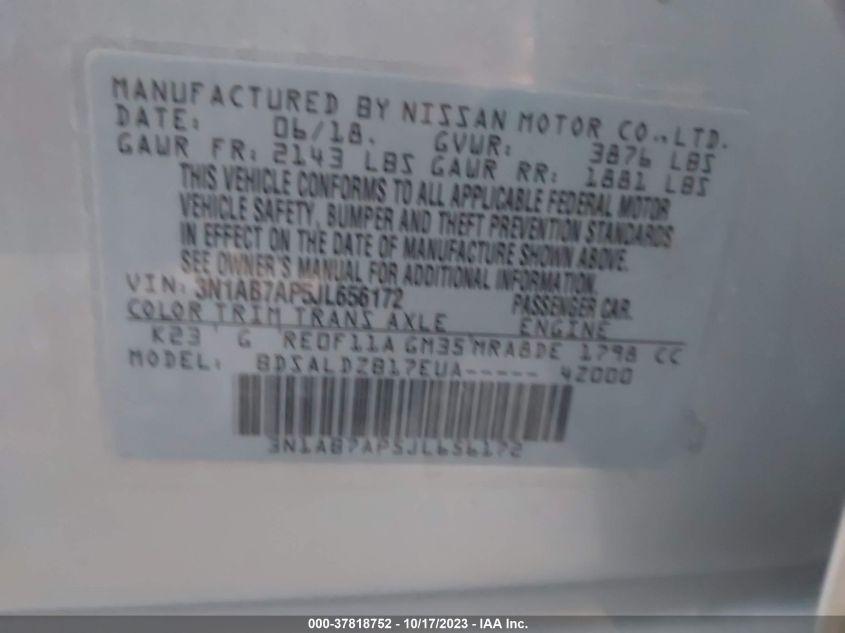 MANUFACTURED BY NISSAN MOTOR CO.,LTD.
DATE: 06/18. GVWR: 3876 LBS
GAWR FR: 2143 LBS GAWR RR: 1881 LBS
THIS VEHICLE CONFORMS TO ALL APPLICABLE FEDERAL MOTOR
VEHICLE SAFETY, BUMPER AND THEFT PREVENTION STANDARDS
IN EFFECT ON THE DATE OF MANUFACTURE SHOWN ABOVE.
SEE OWNER'S MANUAL FOR ADDITIONAL INFORMATION.
VIN: 3N1AB7AP5JL656172 PASSENGER CAR.
COLOR TRIM TRANS AXLE ENGINE
K23 G RE0F11A GM35 MRA8DE 1798 CC
MODEL: BDSALDZB17EUA----- 42000
3N1AB7AP5JL656172
000-37818752 - 10/17/2023 - IAA Inc.